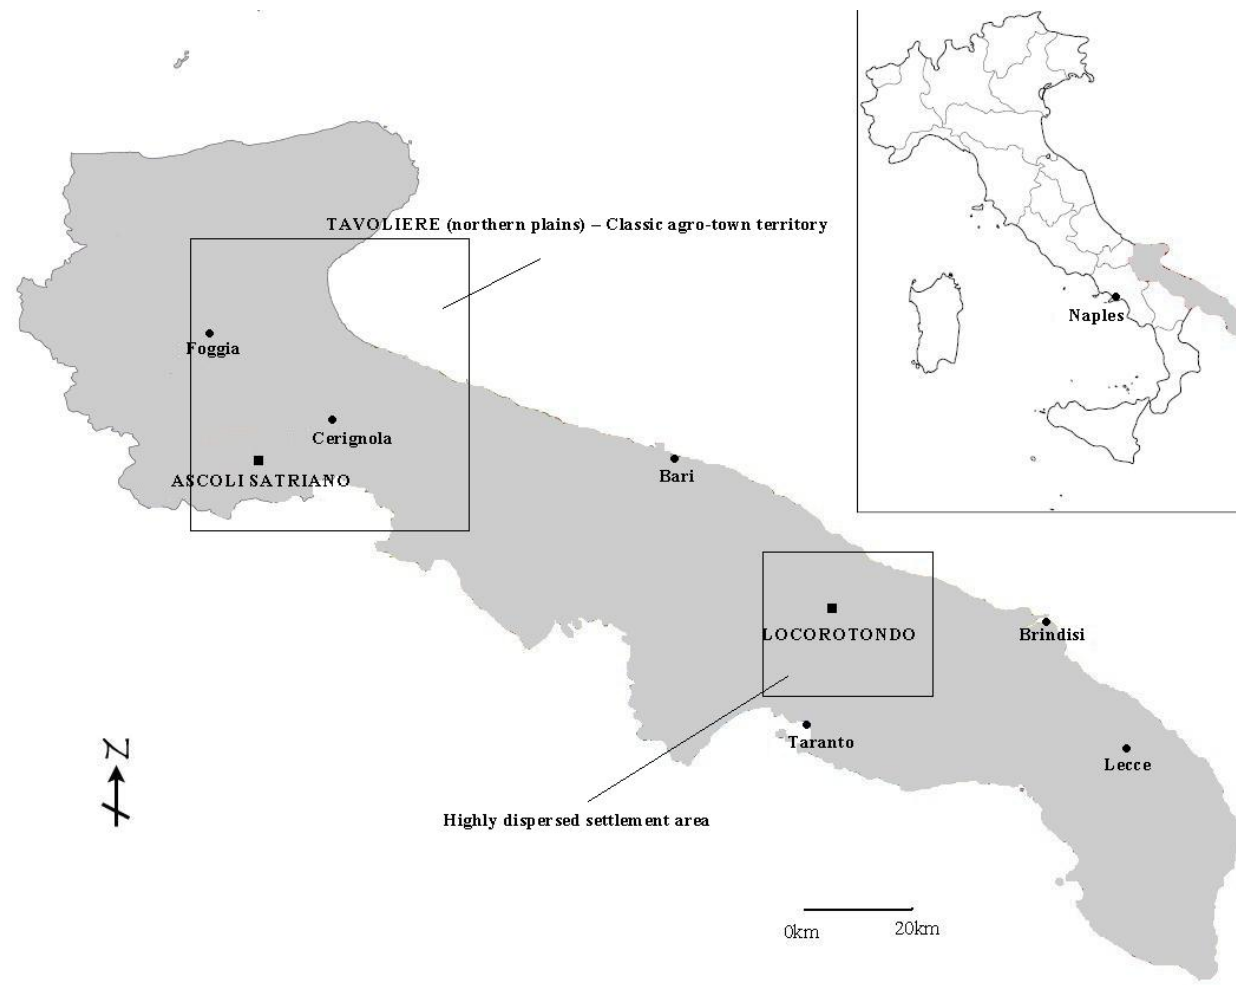 TAVOLIERE (northern plains) – Classic agro-town territory
Naples
Foggia
Cerignola
ASCOLI SATRIANO
Bari
LOCOROTONDO
Brindisi
Taranto
Lecce
Highly dispersed settlement area
N
0km 20km